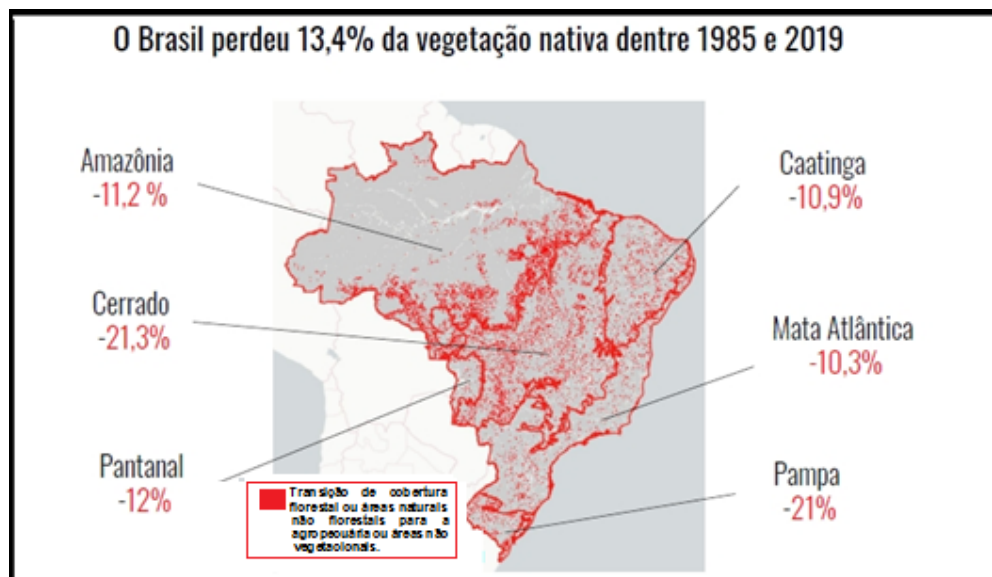 O Brasil perdeu 13,4% da vegetação nativa dentre 1985 e 2019
Amazônia
-11,2 %
Caatinga
-10,9%
Cerrado
-21,3%
Mata Atlântica
-10,3%
Pantanal
-12%
Pampa
-21%
Transição de cobertura
florestal ou áreas naturais
não florestais para a
agropecuária ou áreas não
vegetacionais.